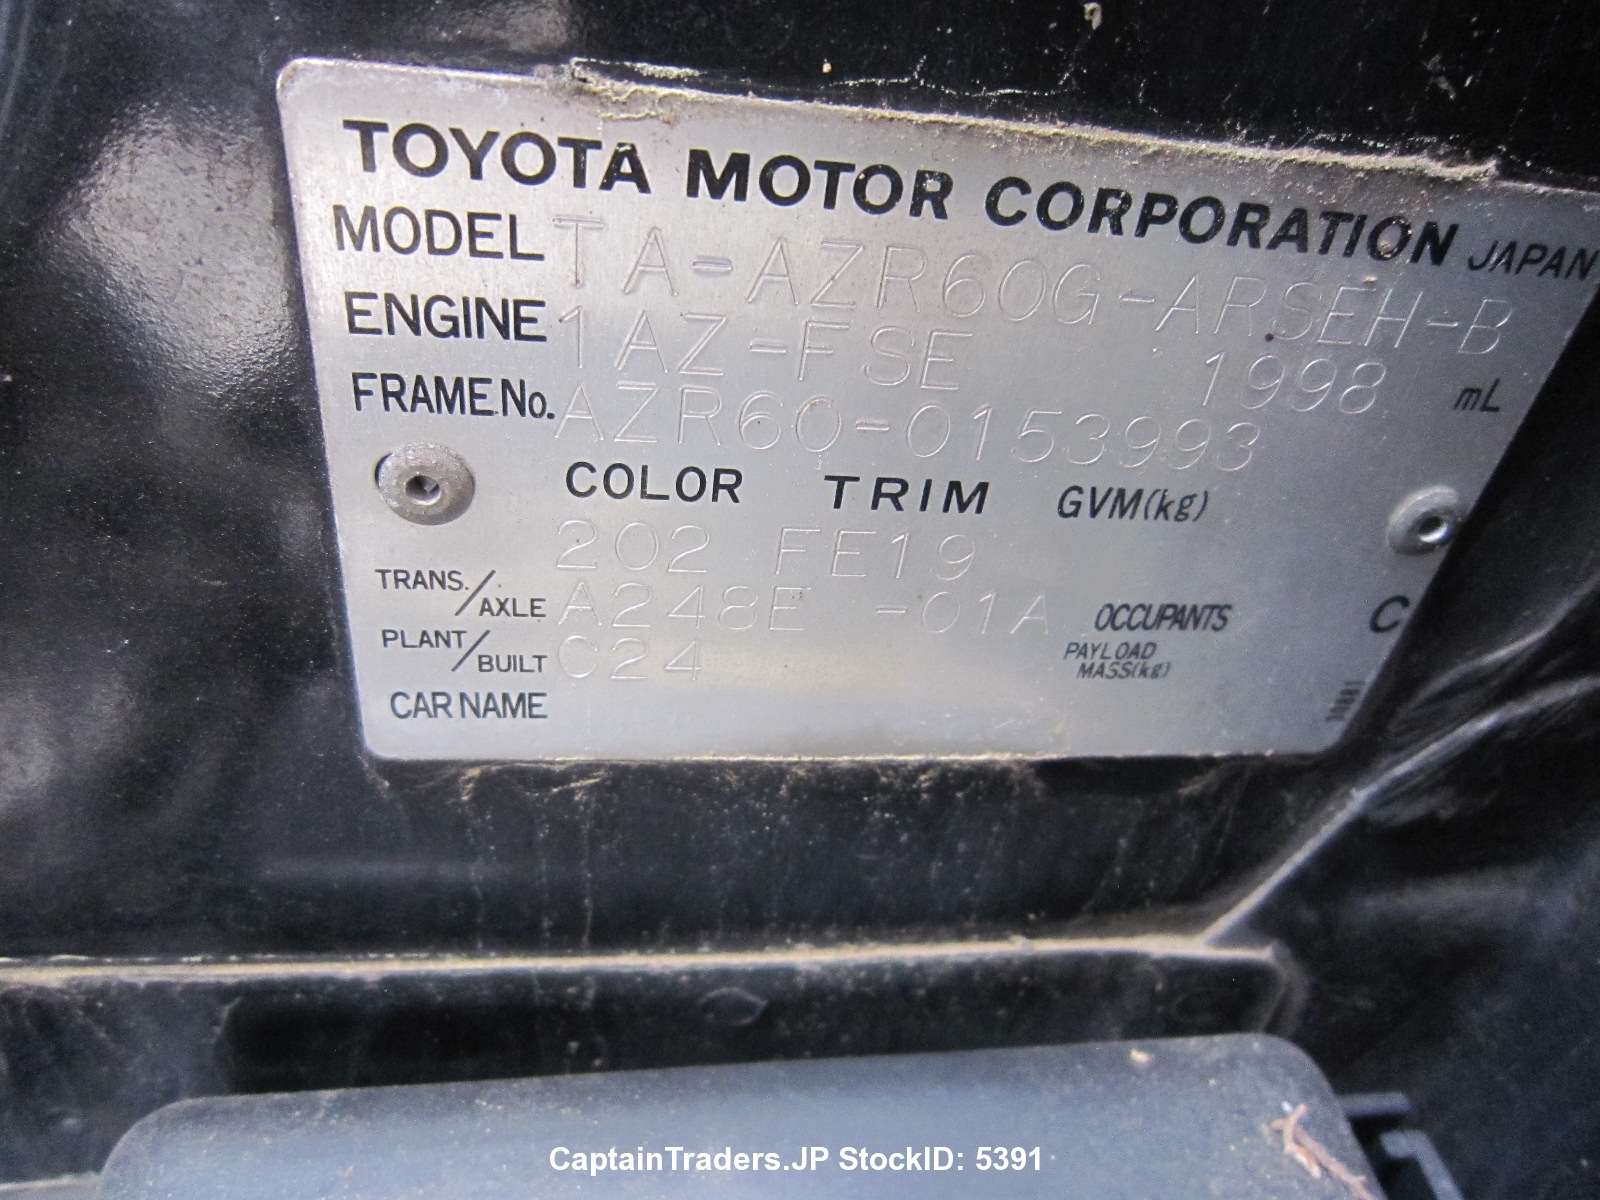 TOYOTA MOTOR CORPORATION JAPAN
MODEL TA-AZR60G-ARSEH-B
ENGINE 1AZ-FSE 1998 mL
FRAME No. AZR60-0153993
COLOR TRIM GVM(kg)
202 FE19
TRANS./AXLE A248E -01A OCCUPANTS C
PLANT/BUILT C24 PAYLOAD MASS(kg)
CAR NAME
CaptainTraders.JP StockID: 5391